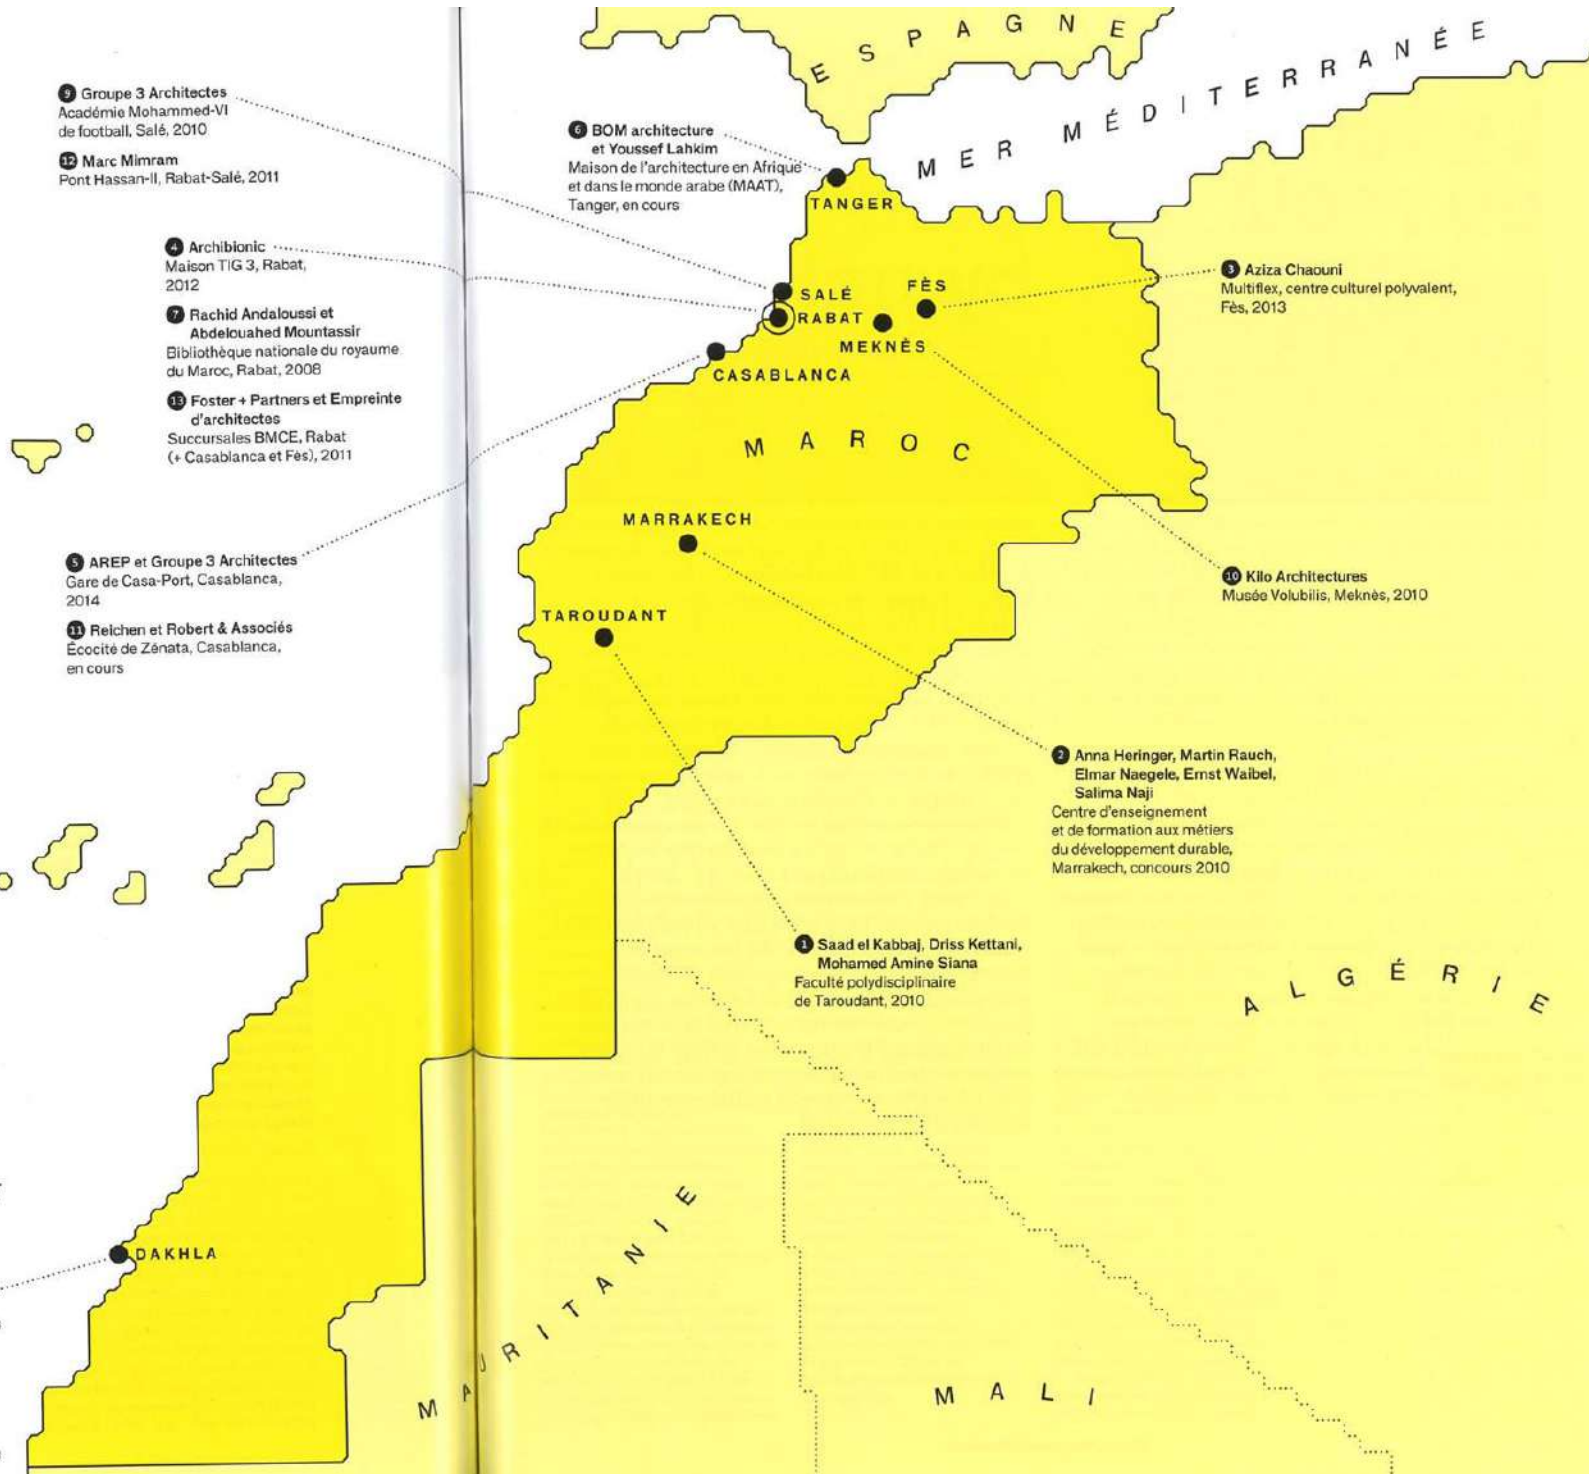 ESPAGNE
MER MÉDITERRANÉE
9 Groupe 3 Architectes
Académie Mohammed-VI
de football, Salé, 2010
12 Marc Mimram
Pont Hassan-II, Rabat-Salé, 2011
6 BOM architecture
et Youssef Lahkim
Maison de l'architecture en Afrique
et dans le monde arabe (MAAT),
Tanger, en cours
TANGER
4 Archibionic
Maison TIG 3, Rabat,
2012
7 Rachid Andaloussi et
Abdelouahed Mountassir
Bibliothèque nationale du royaume
du Maroc, Rabat, 2008
13 Foster + Partners et Empreinte
d'architectes
Succursales BMCE, Rabat
(+ Casablanca et Fès), 2011
SALÉ
RABAT
FÈS
MEKNÈS
CASABLANCA
3 Aziza Chaouni
Multiflex, centre culturel polyvalent,
Fès, 2013
MAROC
MARRAKECH
5 AREP et Groupe 3 Architectes
Gare de Casa-Port, Casablanca,
2014
11 Reichen et Robert & Associés
Écocité de Zénata, Casablanca,
en cours
TAROUDANT
10 Kilo Architectures
Musée Volubilis, Meknès, 2010
2 Anna Heringer, Martin Rauch,
Elmar Naegele, Ernst Waibel,
Salima Naji
Centre d'enseignement
et de formation aux métiers
du développement durable,
Marrakech, concours 2010
1 Saad el Kabbaj, Driss Kettani,
Mohamed Amine Siana
Faculté polydisciplinaire
de Taroudant, 2010
ALGÉRIE
DAKHLA
MAURITANIE
MALI